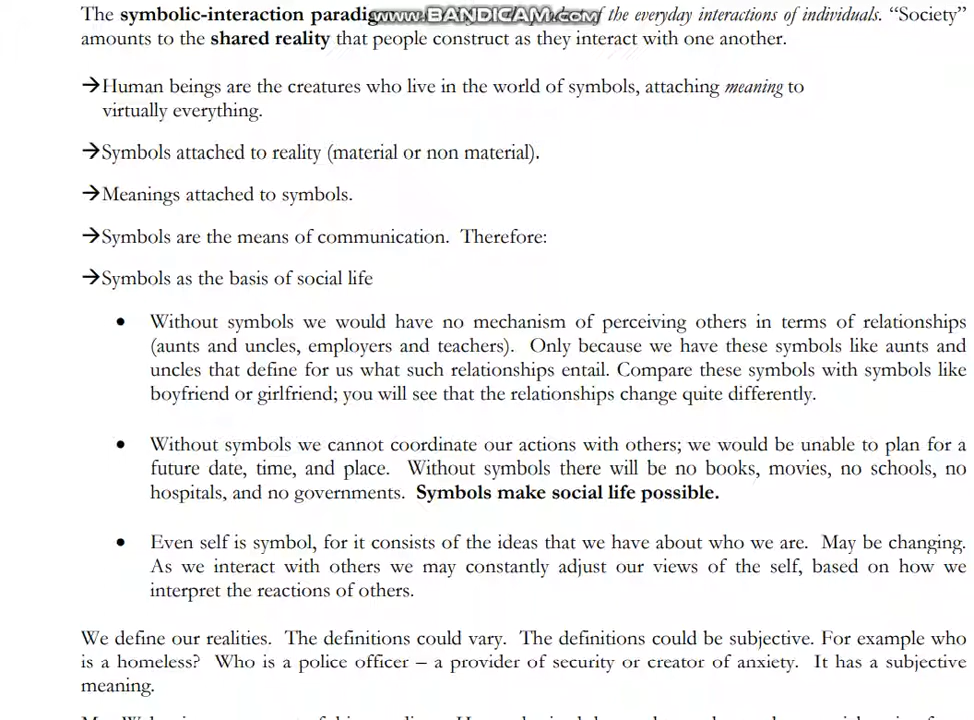 The symbolic-interaction www.BANDICAM.com of the everyday interactions of individuals. “Society”
amounts to the shared reality that people construct as they interact with one another.
→Human beings are the creatures who live in the world of symbols, attaching meaning to
virtually everything.
→Symbols attached to reality (material or non material).
→Meanings attached to symbols.
→Symbols are the means of communication. Therefore:
→Symbols as the basis of social life
• Without symbols we would have no mechanism of perceiving others in terms of relationships
(aunts and uncles, employers and teachers). Only because we have these symbols like aunts and
uncles that define for us what such relationships entail. Compare these symbols with symbols like
boyfriend or girlfriend; you will see that the relationships change quite differently.
• Without symbols we cannot coordinate our actions with others; we would be unable to plan for a
future date, time, and place. Without symbols there will be no books, movies, no schools, no
hospitals, and no governments. Symbols make social life possible.
• Even self is symbol, for it consists of the ideas that we have about who we are. May be changing.
As we interact with others we may constantly adjust our views of the self, based on how we
interpret the reactions of others.
We define our realities. The definitions could vary. The definitions could be subjective. For example who
is a homeless? Who is a police officer – a provider of security or creator of anxiety. It has a subjective
meaning.